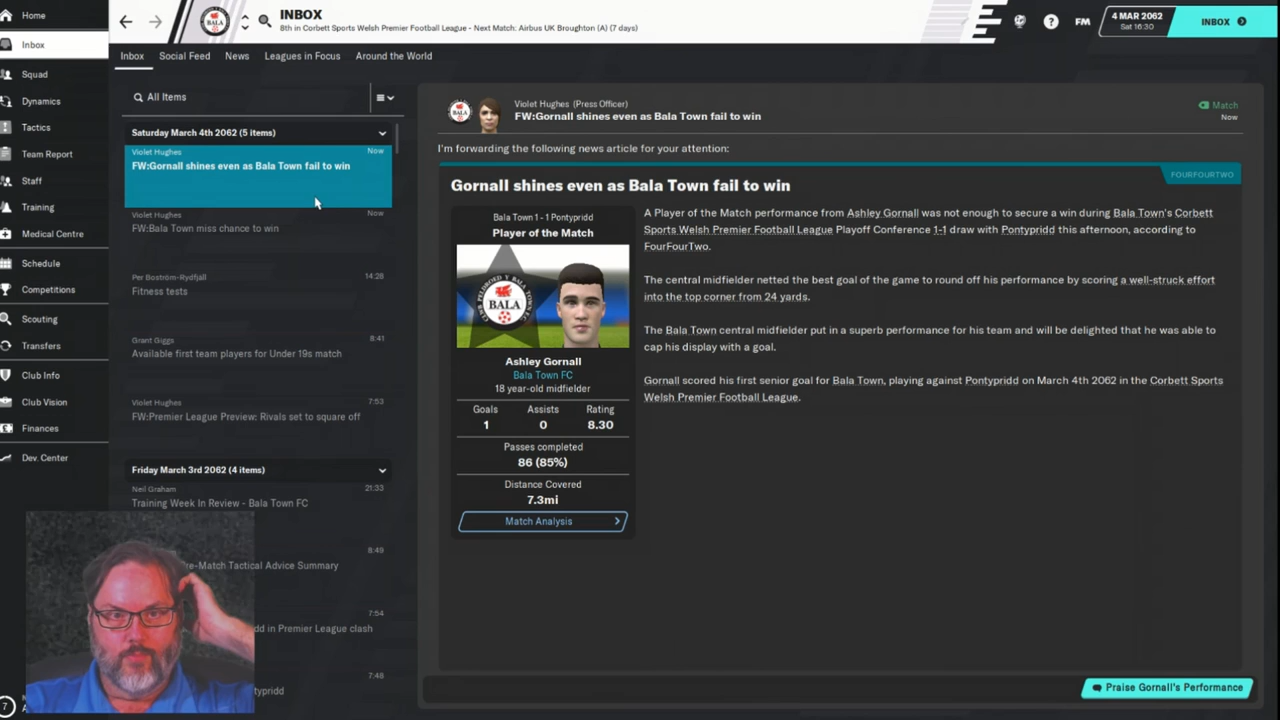 Home
Inbox
Squad
Dynamics
Tactics
Team Report
Staff
Training
Medical Centre
Schedule
Competitions
Scouting
Transfers
Club Info
Club Vision
Finances
Dev. Center
7
BALA
INBOX
8th in Corbett Sports Welsh Premier Football League - Next Match: Airbus UK Broughton (A) (7 days)
?
FM
4 MAR 2062
Sat 16:30
INBOX
Inbox
Social Feed
News
Leagues in Focus
Around the World
All Items
Saturday March 4th 2062 (5 items)
Violet Hughes
Now
FW:Gornall shines even as Bala Town fail to win
Violet Hughes
Now
FW:Bala Town miss chance to win
Per Boström-Rydfjäll
14:28
Fitness tests
Grant Giggs
8:41
Available first team players for Under 19s match
Violet Hughes
7:53
FW:Premier League Preview: Rivals set to square off
Friday March 3rd 2062 (4 items)
Neil Graham
21:33
Training Week In Review - Bala Town FC
8:49
re-Match Tactical Advice Summary
7:54
dd in Premier League clash
7:48
typridd
BALA
Violet Hughes (Press Officer)
FW:Gornall shines even as Bala Town fail to win
Match
Now
I'm forwarding the following news article for your attention:
FOURFOURTWO
Gornall shines even as Bala Town fail to win
Bala Town 1 - 1 Pontypridd
Player of the Match
BALA
Ashley Gornall
Bala Town FC
18 year-old midfielder
Goals Assists Rating
1 0 8.30
Passes completed
86 (85%)
Distance Covered
7.3mi
Match Analysis
A Player of the Match performance from Ashley Gornall was not enough to secure a win during Bala Town's Corbett
Sports Welsh Premier Football League Playoff Conference 1-1 draw with Pontypridd this afternoon, according to
FourFourTwo.
The central midfielder netted the best goal of the game to round off his performance by scoring a well-struck effort
into the top corner from 24 yards.
The Bala Town central midfielder put in a superb performance for his team and will be delighted that he was able to
cap his display with a goal.
Gornall scored his first senior goal for Bala Town, playing against Pontypridd on March 4th 2062 in the Corbett Sports
Welsh Premier Football League.
Praise Gornall's Performance